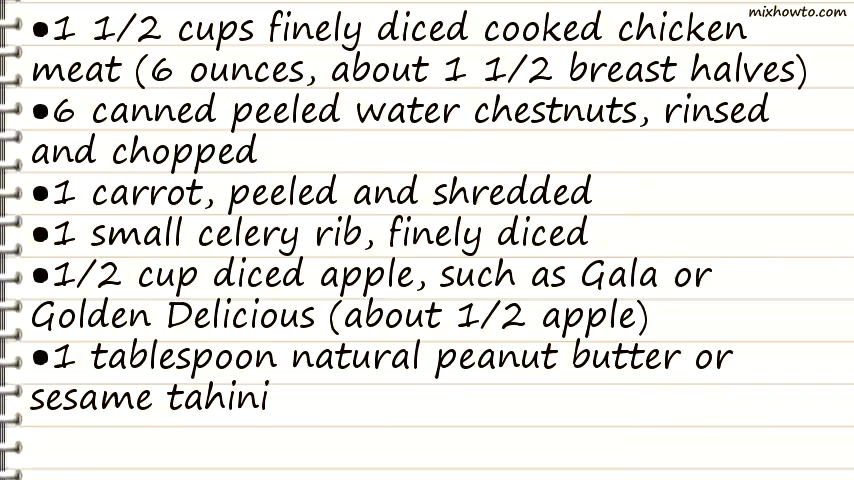 mixhowto.com
•1 1/2 cups finely diced cooked chicken
meat (6 ounces, about 1 1/2 breast halves)
•6 canned peeled water chestnuts, rinsed
and chopped
•1 carrot, peeled and shredded
•1 small celery rib, finely diced
•1/2 cup diced apple, such as Gala or
Golden Delicious (about 1/2 apple)
•1 tablespoon natural peanut butter or
sesame tahini